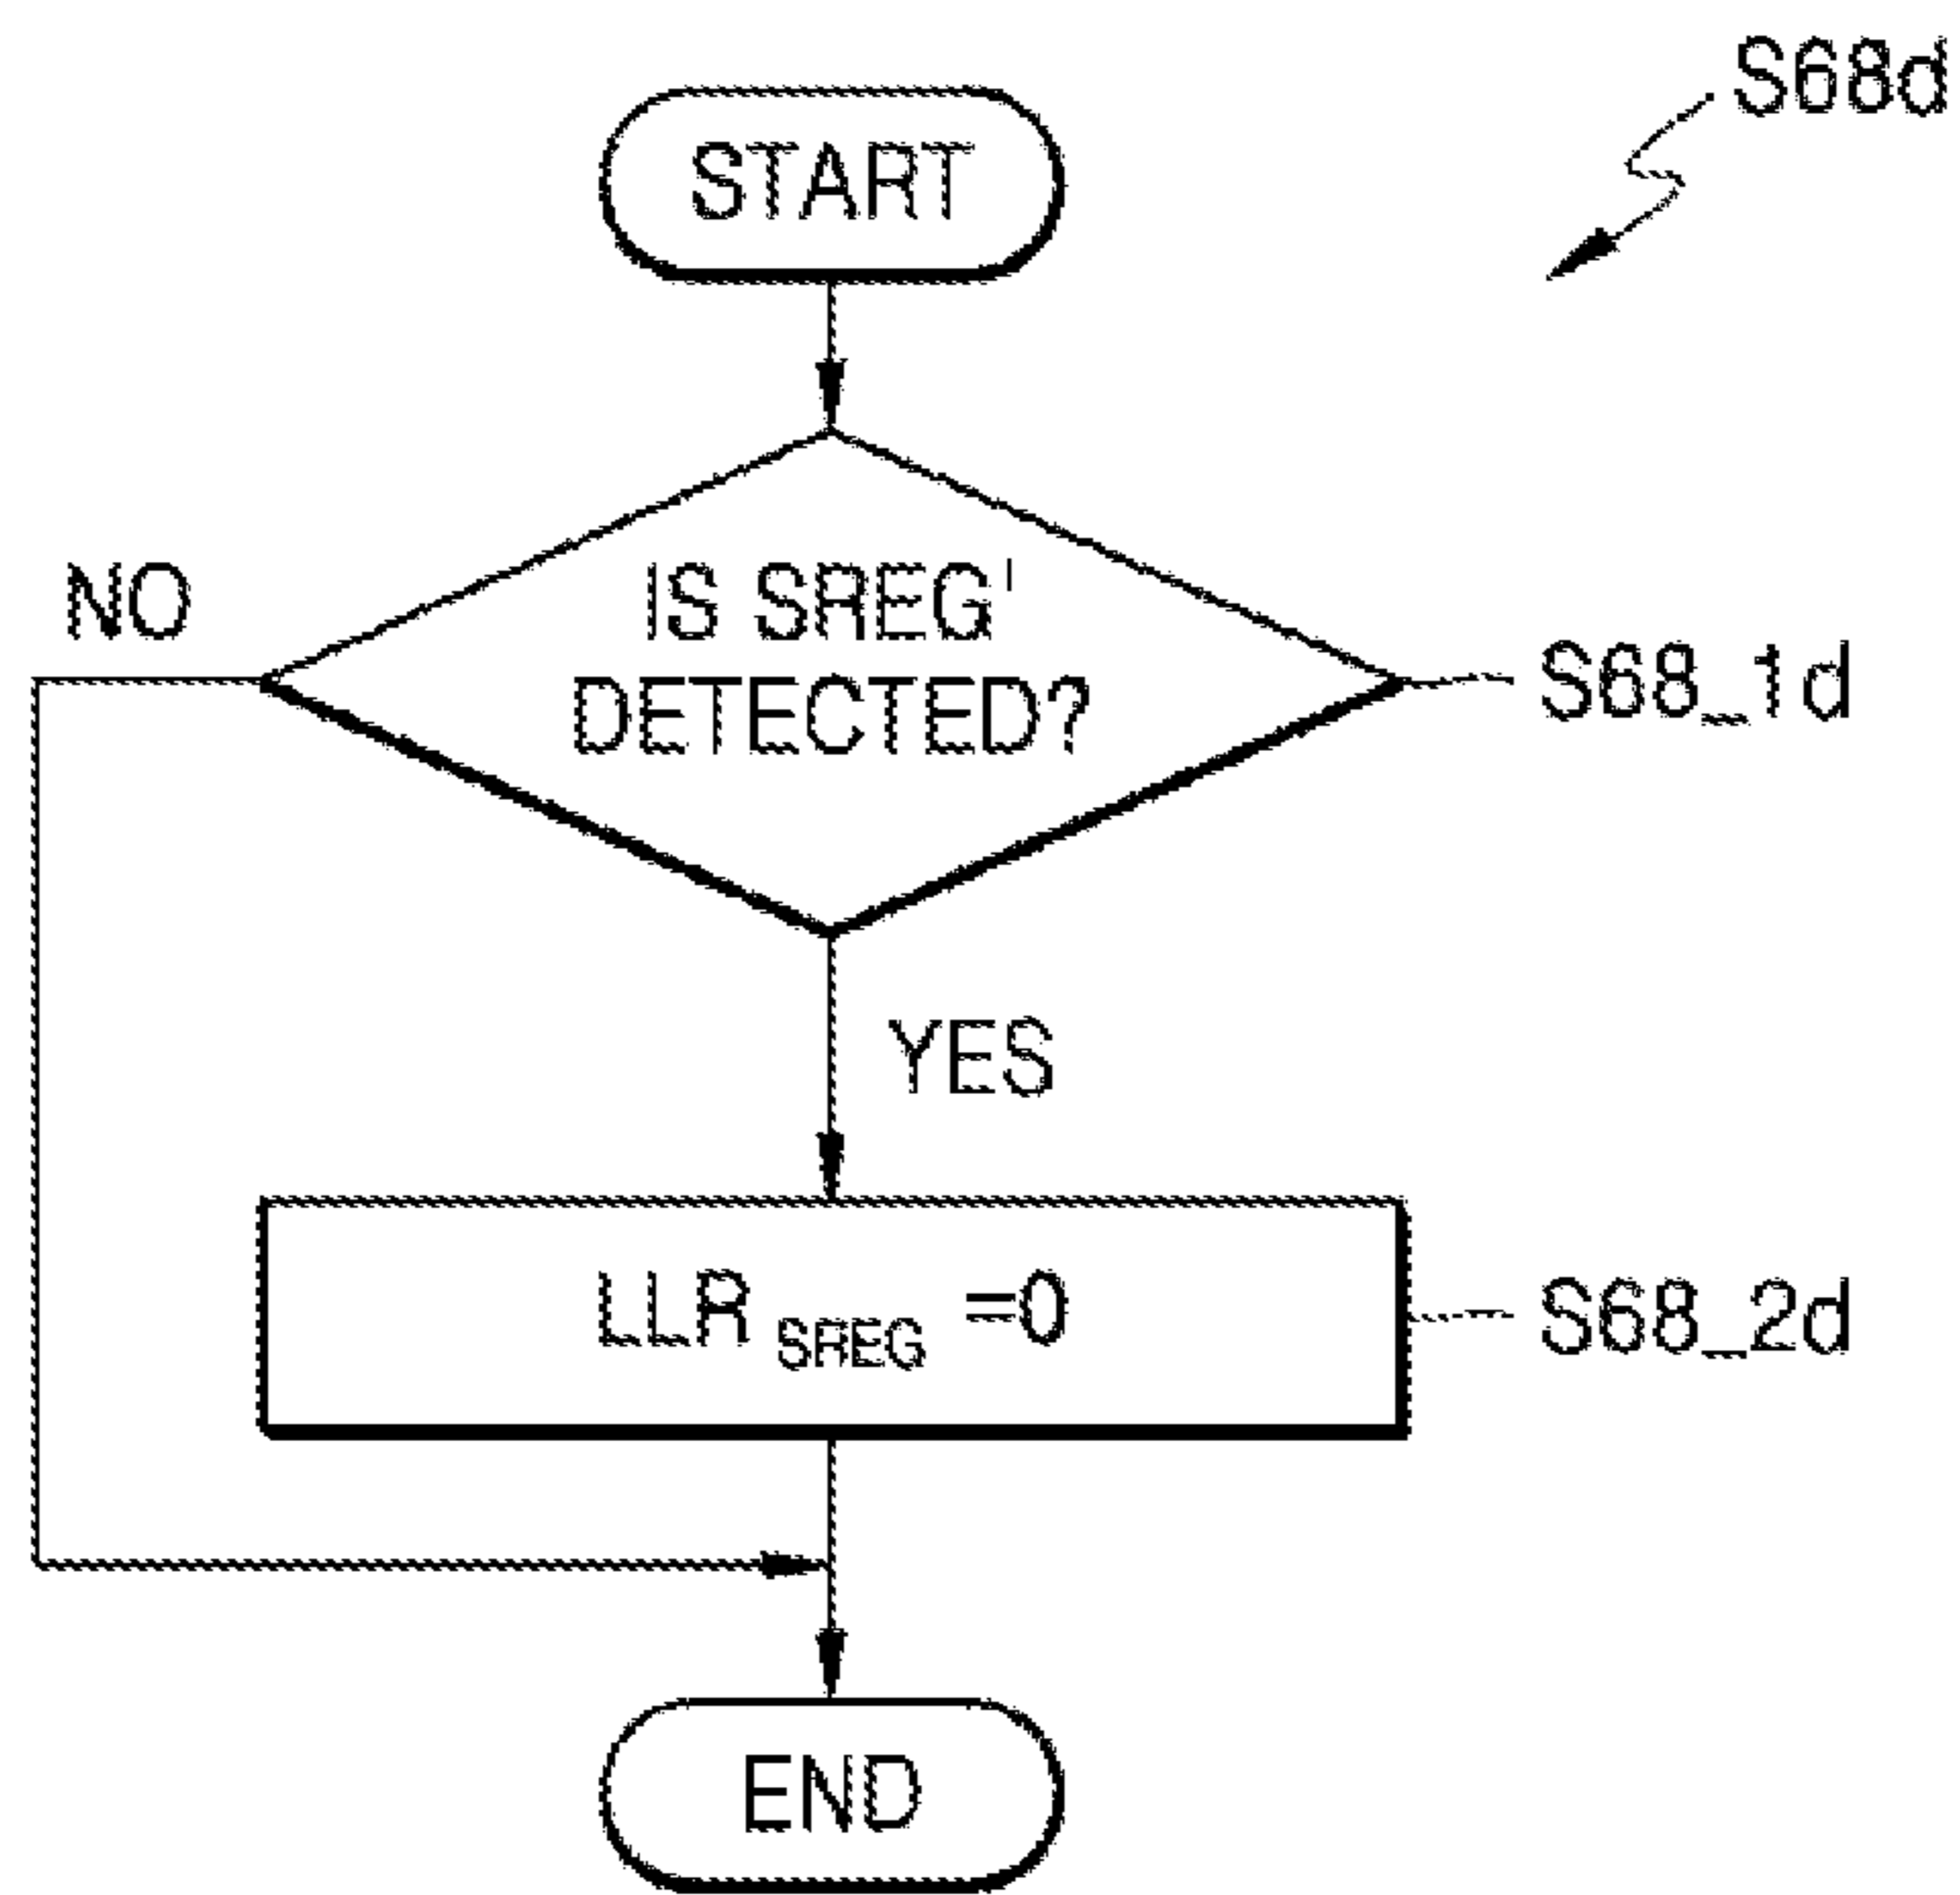 S68d
START
NO
IS SREG'
DETECTED?
S68_1d
YES
LLR SREG =0
S68_2d
END